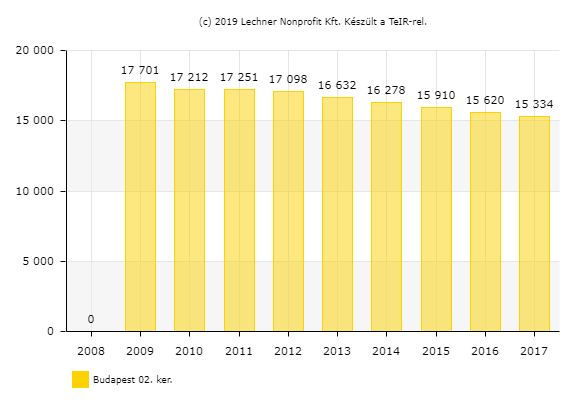 (c) 2019 Lechner Nonprofit Kft. Készült a TeIR-rel.
20 000
17 701 17 212 17 251 17 098 16 632 16 278 15 910 15 620 15 334
15 000
10 000
5 000
0
0
2008 2009 2010 2011 2012 2013 2014 2015 2016 2017
Budapest 02. ker.